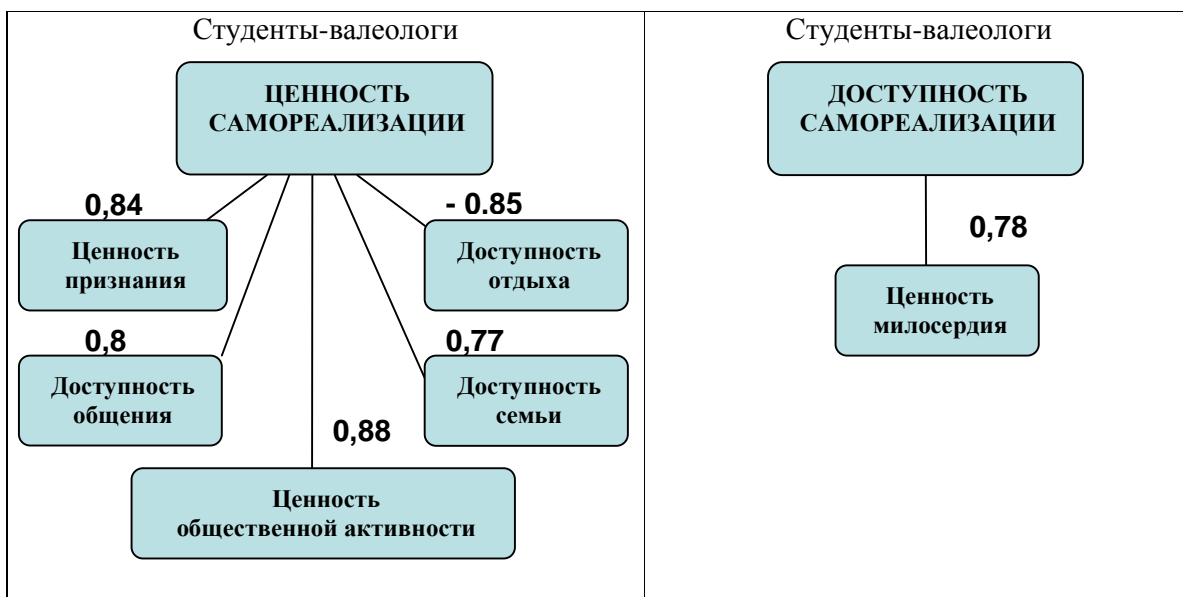 Студенты-валеологи
ЦЕННОСТЬ
САМОРЕАЛИЗАЦИИ
0,84
- 0.85
Ценность
признания
Доступность
отдыха
0,8
0,77
Доступность
общения
Доступность
семьи
0,88
Ценность
общественной активности
Студенты-валеологи
ДОСТУПНОСТЬ
САМОРЕАЛИЗАЦИИ
0,78
Ценность
милосердия